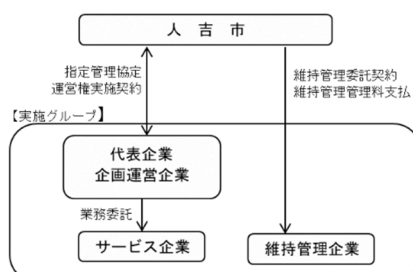 人 吉 市
指定管理協定
運営権実施契約
維持管理委託契約
維持管理管理料支払
【実施グループ】
代表企業
企画運営企業
業務委託
サービス企業
維持管理企業